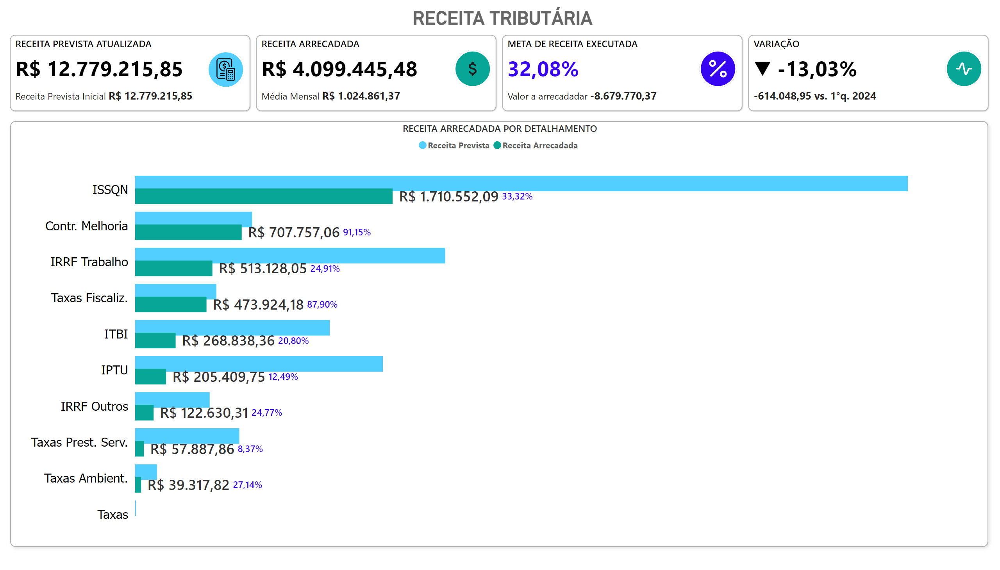 RECEITA TRIBUTÁRIA
RECEITA PREVISTA ATUALIZADA
R$ 12.779.215,85
Receita Prevista Inicial R$ 12.779.215,85
RECEITA ARRECADADA
R$ 4.099.445,48
Média Mensal R$ 1.024.861,37
META DE RECEITA EXECUTADA
32,08%
Valor a arrecadadar -8.679.770,37
VARIAÇÃO
▼ -13,03%
-614.048,95 vs. 1°q. 2024
RECEITA ARRECADADA POR DETALHAMENTO
Receita Prevista Receita Arrecadada
ISSQN R$ 1.710.552,09 33,32%
Contr. Melhoria R$ 707.757,06 91,15%
IRRF Trabalho R$ 513.128,05 24,91%
Taxas Fiscaliz. R$ 473.924,18 87,90%
ITBI R$ 268.838,36 20,80%
IPTU R$ 205.409,75 12,49%
IRRF Outros R$ 122.630,31 24,77%
Taxas Prest. Serv. R$ 57.887,86 8,37%
Taxas Ambient. R$ 39.317,82 27,14%
Taxas